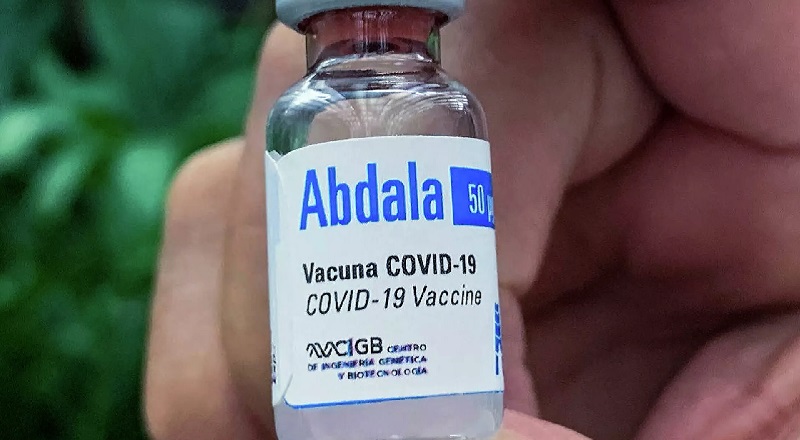 Abdala 50
Vacuna COVID-19
COVID-19 Vaccine
CIGB CENTRO
DE INGENIERÍA GENÉTICA
Y BIOTECNOLOGÍA